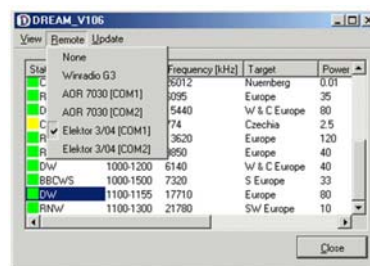 DREAM_V106
View Remote Update
None
Winradio G3
AOR 7030 [COM1]
AOR 7030 [COM2]
Elektor 3/04 [COM1]
Elektor 3/04 [COM2]
Frequency [kHz] Target Power
26012 Nuernberg 0.01
6095 Europe 35
5440 W & C Europe 80
774 Czechia 2.5
3620 Europe 120
Europe 40
DW 1000-1200 6140 W & C Europe 40
BBCWS 1000-1500 7320 S Europe 33
DW 1100-1155 17710 Europe 80
RNW 1100-1300 21780 SW Europe 10
Close